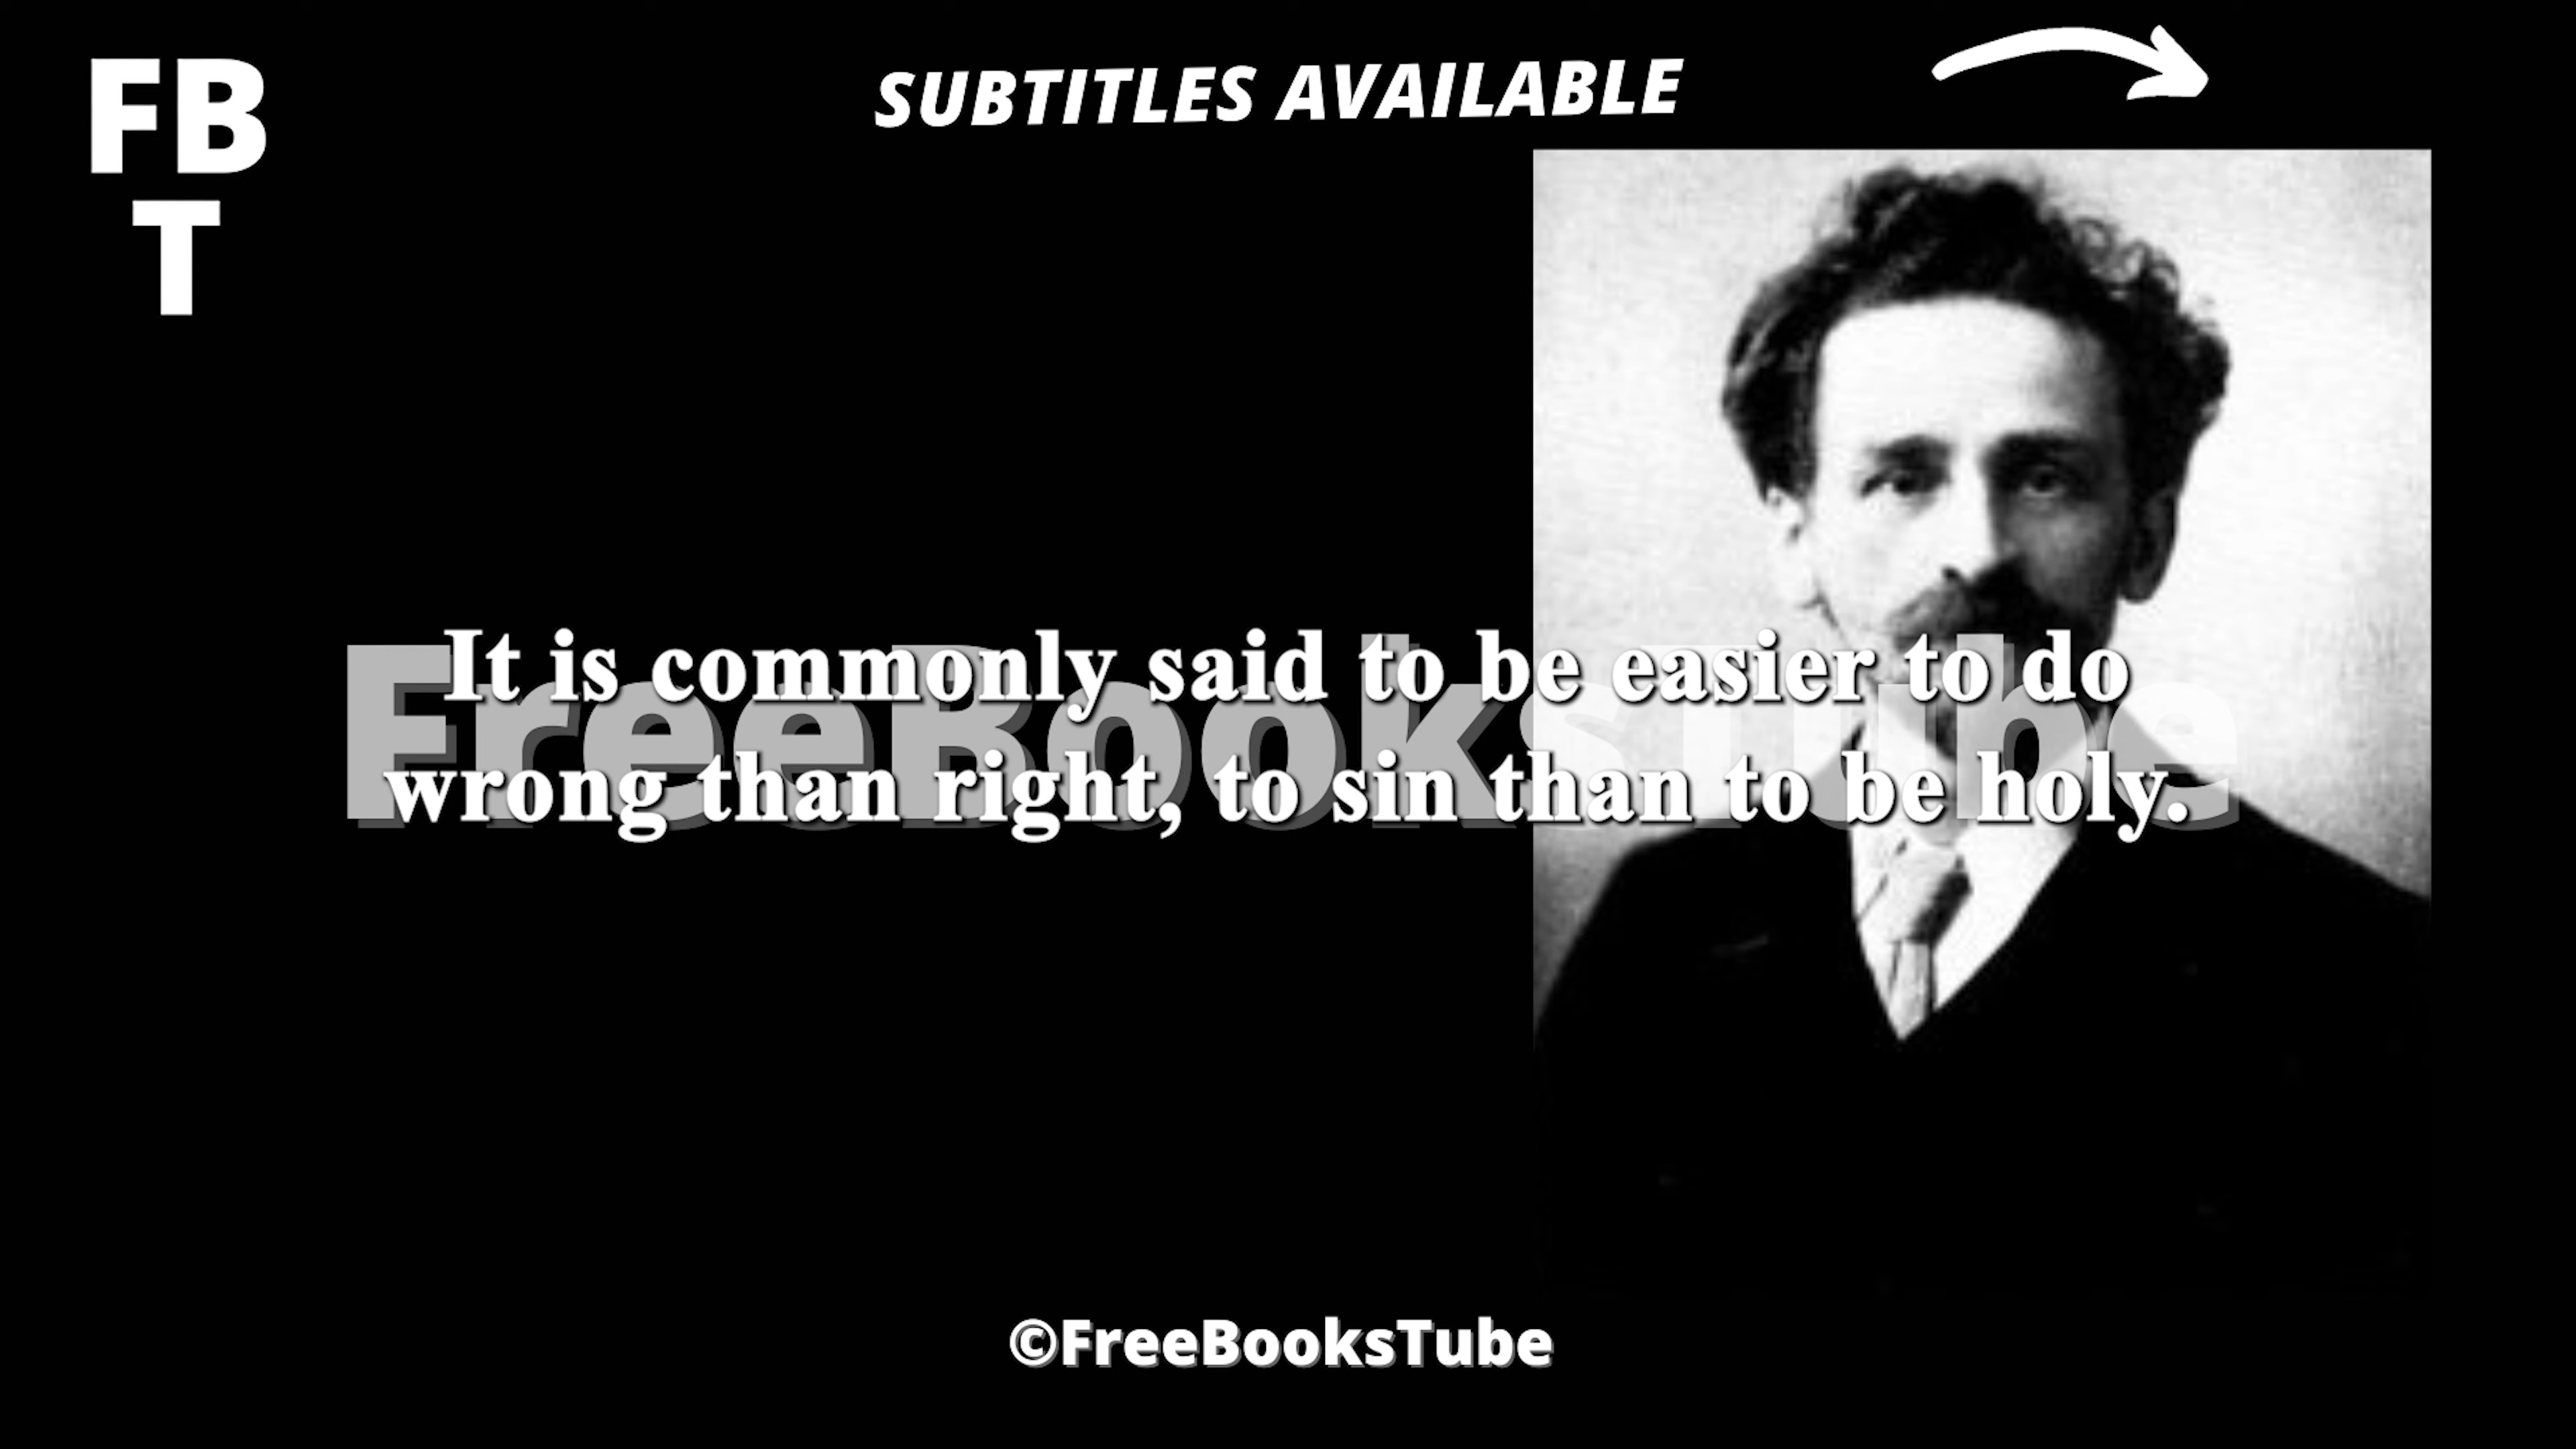 FB
T
SUBTITLES AVAILABLE
FreeBooksTube
It is commonly said to be easier to do
wrong than right, to sin than to be holy.
©FreeBooksTube